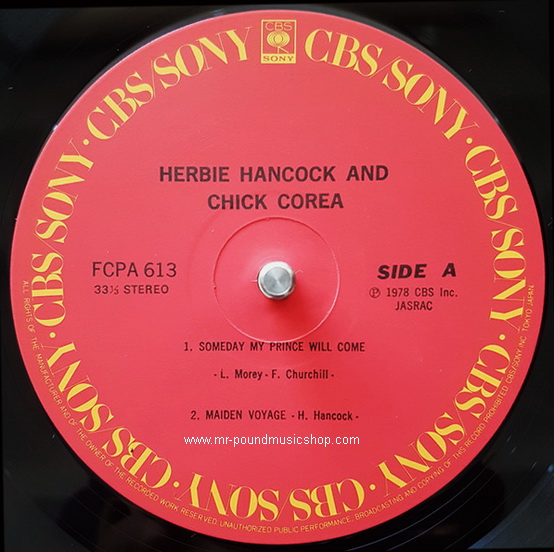 CBS
SONY
CBS/SONY · CBS/SONY · CBS/SONY · CBS/SONY · CBS/SONY · CBS/SONY · CBS/SONY · CBS/SONY
HERBIE HANCOCK AND
CHICK COREA
FCPA 613
33⅓ STEREO
SIDE A
Ⓟ 1978 CBS Inc.
JASRAC
1. SOMEDAY MY PRINCE WILL COME
- L. Morey - F. Churchill -
2. MAIDEN VOYAGE - H. Hancock -
www.mr-poundmusicshop.com
ALL RIGHTS OF THE MANUFACTURER AND OF THE OWNER OF THE RECORDED WORK RESERVED. UNAUTHORIZED PUBLIC PERFORMANCE, BROADCASTING AND COPYING OF THIS RECORD PROHIBITED. CBS/SONY INC. TOKYO JAPAN.